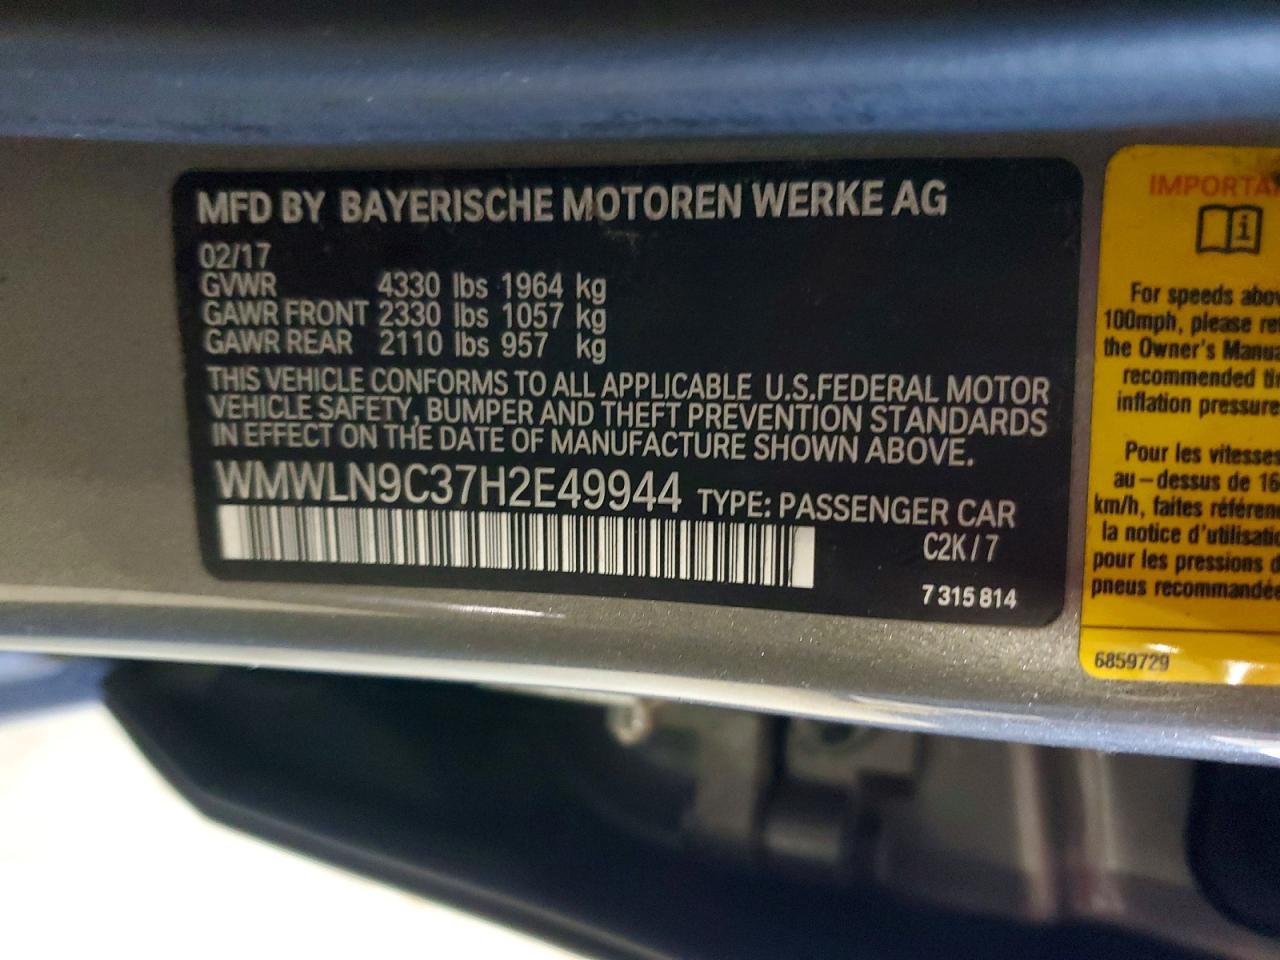 MFD BY BAYERISCHE MOTOREN WERKE AG
02/17
GVWR 4330 lbs 1964 kg
GAWR FRONT 2330 lbs 1057 kg
GAWR REAR 2110 lbs 957 kg
THIS VEHICLE CONFORMS TO ALL APPLICABLE U.S.FEDERAL MOTOR
VEHICLE SAFETY, BUMPER AND THEFT PREVENTION STANDARDS
IN EFFECT ON THE DATE OF MANUFACTURE SHOWN ABOVE.
WMWLN9C37H2E49944 TYPE: PASSENGER CAR
C2K/7
7 315 814
For speeds
100mph, please
the Owner's
recommended
inflation pressure
Pour les vitesses
au-dessus de
km/h, faites
la notice
pour les pressions
pneus
6859729